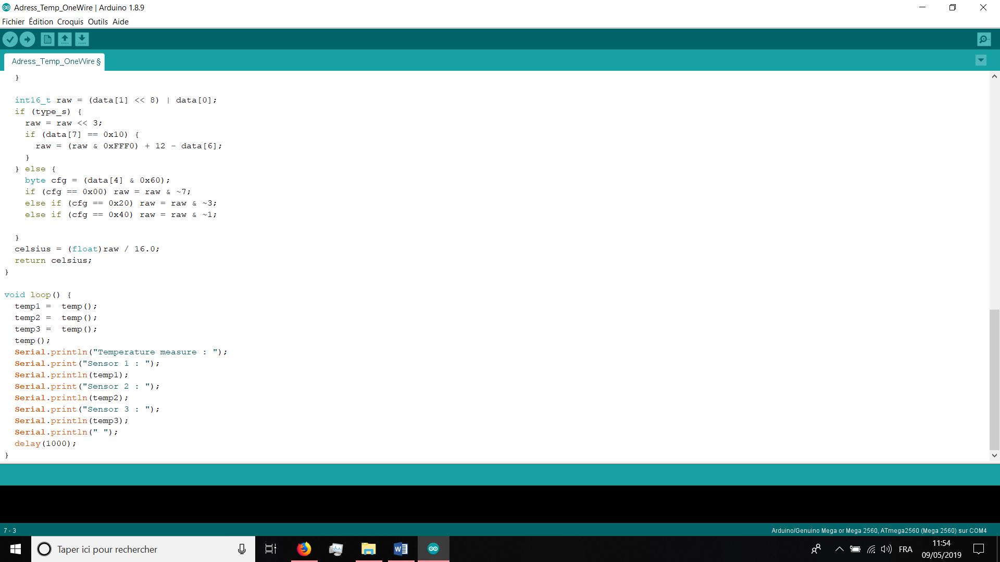 Adress_Temp_OneWire | Arduino 1.8.9
Fichier Édition Croquis Outils Aide
Adress_Temp_OneWire §
  }

  int16_t raw = (data[1] << 8) | data[0];
  if (type_s) {
    raw = raw << 3;
    if (data[7] == 0x10) {
      raw = (raw & 0xFFF0) + 12 - data[6];
    }
  } else {
    byte cfg = (data[4] & 0x60);
    if (cfg == 0x00) raw = raw & ~7;
    else if (cfg == 0x20) raw = raw & ~3;
    else if (cfg == 0x40) raw = raw & ~1;

  }
  celsius = (float)raw / 16.0;
  return celsius;
}

void loop() {
  temp1 =  temp();
  temp2 =  temp();
  temp3 =  temp();
  temp();
  Serial.println("Temperature measure : ");
  Serial.print("Sensor 1 : ");
  Serial.println(temp1);
  Serial.print("Sensor 2 : ");
  Serial.println(temp2);
  Serial.print("Sensor 3 : ");
  Serial.println(temp3);
  Serial.println(" ");
  delay(1000);
}
7 - 3
Arduino/Genuino Mega or Mega 2560, ATmega2560 (Mega 2560) sur COM4
Taper ici pour rechercher
FRA
11:54
09/05/2019